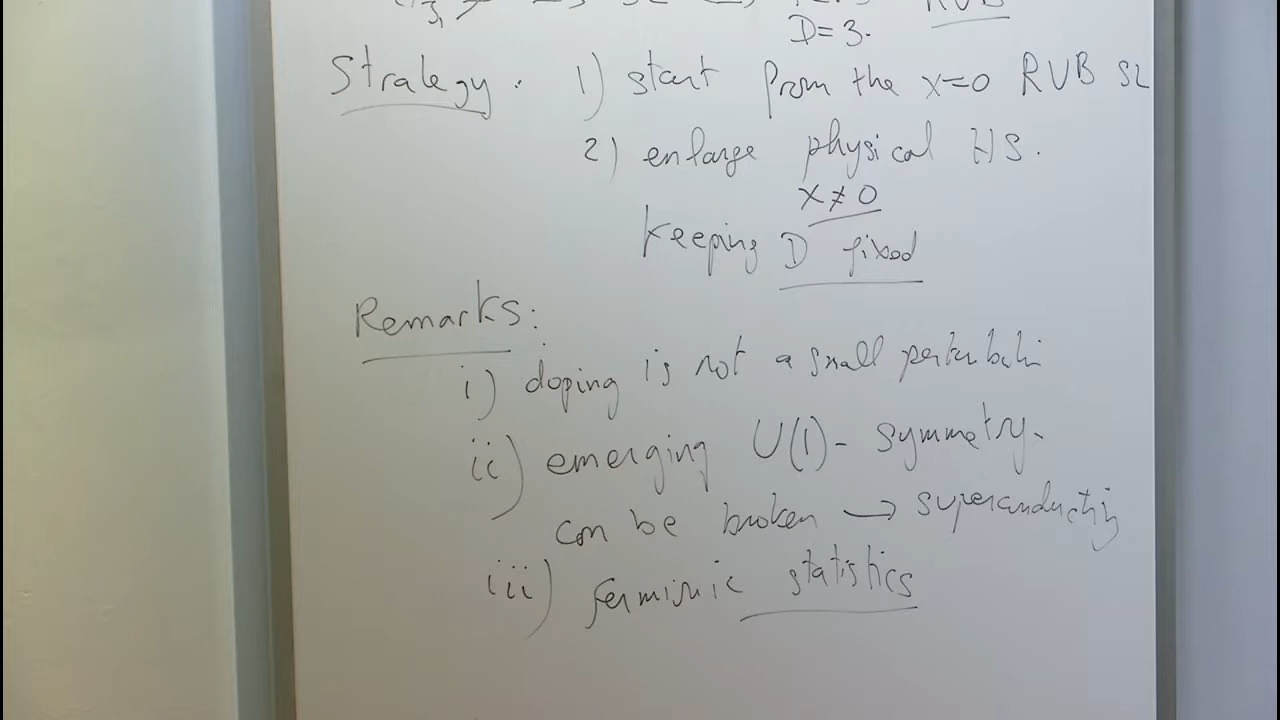 RVB
D=3.
Strategy: 1) start from the x=0 RVB SL
2) enlarge physical HS.
x≠0
keeping D fixed
Remarks:
i) doping is not a small perturbation
ii) emerging U(1)- symmetry.
can be broken → superconductivity
iii) fermionic statistics